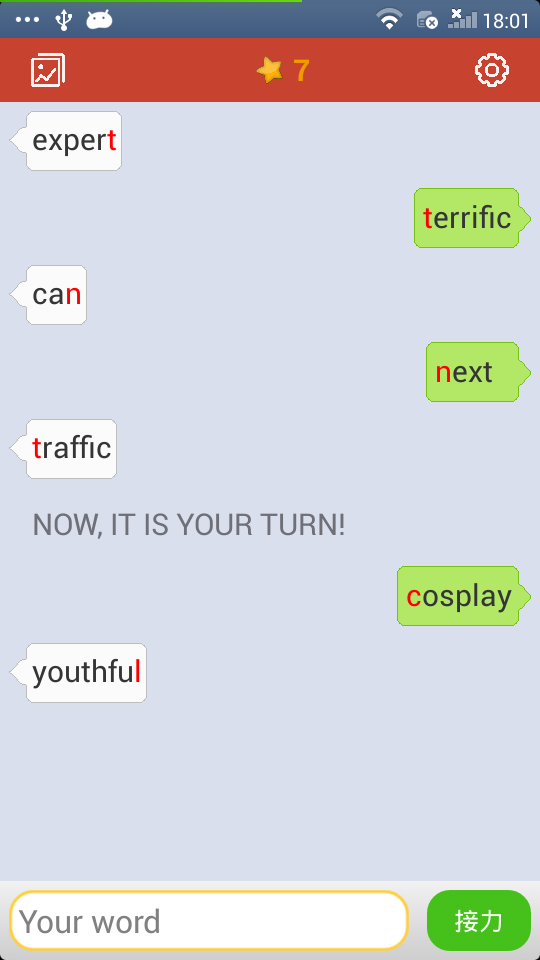 18:01
7
expert
terrific
can
next
traffic
NOW, IT IS YOUR TURN!
cosplay
youthful
Your word
接力